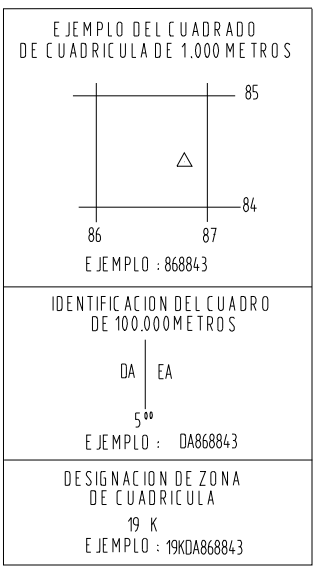 EJEMPLO DEL CUADRADO
DE CUADRICULA DE 1.000 METROS
85
84
86 87
EJEMPLO : 868843
IDENTIFICACION DEL CUADRO
DE 100.000 METROS
DA EA
5⁰⁰
EJEMPLO : DA868843
DESIGNACION DE ZONA
DE CUADRICULA
19 K
EJEMPLO : 19KDA868843